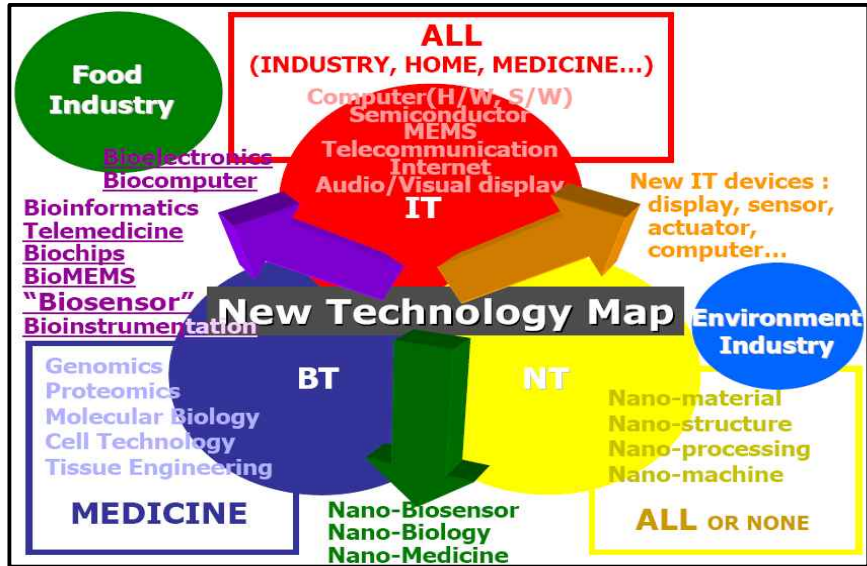 Food
Industry
ALL
(INDUSTRY, HOME, MEDICINE...)
Computer(H/W, S/W)
Semiconductor
MEMS
Telecommunication
Internet
Audio/Visual display
IT
Bioelectronics
Biocomputer
Bioinformatics
Telemedicine
Biochips
BioMEMS
“Biosensor”
Bioinstrumentation
New IT devices :
display, sensor,
actuator,
computer...
New Technology Map
Environment
Industry
BT
NT
Genomics
Proteomics
Molecular Biology
Cell Technology
Tissue Engineering
MEDICINE
Nano-material
Nano-structure
Nano-processing
Nano-machine
ALL OR NONE
Nano-Biosensor
Nano-Biology
Nano-Medicine